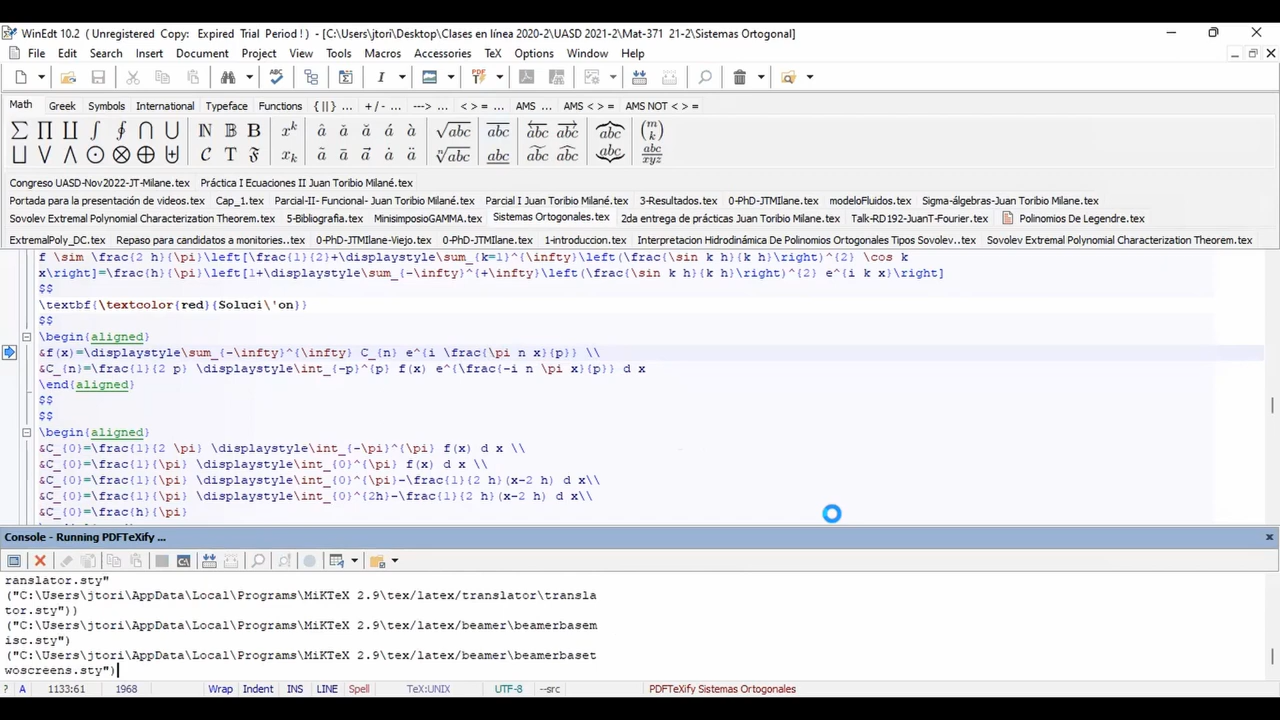 WinEdt 10.2 (Unregistered Copy: Expired Trial Period!) - [C:\Users\jtori\Desktop\Clases en línea 2020-2\UASD 2021-2\Mat-371 21-2\Sistemas Ortogonal]
File Edit Search Insert Document Project View Tools Macros Accessories TeX Options Window Help
Math Greek Symbols International Typeface Functions { || } ... + / - ... ---> ... < > = ... AMS ... AMS < > = AMS NOT < > =
Congreso UASD-Nov2022-JT-Milane.tex Práctica I Ecuaciones II Juan Toribio Milané.tex
Portada para la presentación de videos.tex Cap_1.tex Parcial-II- Funcional- Juan Toribio Milané.tex Parcial I Juan Toribio Milané.tex 3-Resultados.tex 0-PhD-JTMIlane.tex modeloFluidos.tex Sigma-álgebras-Juan Toribio Milané.tex
Sovolev Extremal Polynomial Characterization Theorem.tex 5-Bibliografia.tex MinisimposioGAMMA.tex Sistemas Ortogonales.tex 2da entrega de prácticas Juan Toribio Milané.tex Talk-RD192-JuanT-Fourier.tex Polinomios De Legendre.tex
ExtremalPoly_DC.tex Repaso para candidatos a monitories..tex 0-PhD-JTMIlane-Viejo.tex 0-PhD-JTMIlane.tex 1-introduccion.tex Interpretacion Hidrodinámica De Polinomios Ortogonales Tipos Sovolev..tex Sovolev Extremal Polynomial Characterization Theorem.tex
f \sim \frac{2 h}{\pi}\left[\frac{1}{2}+\displaystyle\sum_{k=1}^{\infty}\left(\frac{\sin k h}{k h}\right)^{2} \cos k
x\right]=\frac{h}{\pi}\left[1+\displaystyle\sum_{-\infty}^{+\infty}\left(\frac{\sin k h}{k h}\right)^{2} e^{i k x}\right]
$$
\textbf{\textcolor{red}{Soluci\'on}}
$$
\begin{aligned}
&f(x)=\displaystyle\sum_{-\infty}^{\infty} C_{n} e^{i \frac{\pi n x}{p}} \\
&C_{n}=\frac{1}{2 p} \displaystyle\int_{-p}^{p} f(x) e^{\frac{-i n \pi x}{p}} d x
\end{aligned}
$$
$$
\begin{aligned}
&C_{0}=\frac{1}{2 \pi} \displaystyle\int_{-\pi}^{\pi} f(x) d x \\
&C_{0}=\frac{1}{\pi} \displaystyle\int_{0}^{\pi} f(x) d x \\
&C_{0}=\frac{1}{\pi} \displaystyle\int_{0}^{\pi}-\frac{1}{2 h}(x-2 h) d x\\
&C_{0}=\frac{1}{\pi} \displaystyle\int_{0}^{2h}-\frac{1}{2 h}(x-2 h) d x\\
&C_{0}=\frac{h}{\pi}
Console - Running PDFTeXify ...
ranslator.sty"
("C:\Users\jtori\AppData\Local\Programs\MiKTeX 2.9\tex/latex/translator\transla
tor.sty"))
("C:\Users\jtori\AppData\Local\Programs\MiKTeX 2.9\tex/latex/beamer\beamerbasem
isc.sty")
("C:\Users\jtori\AppData\Local\Programs\MiKTeX 2.9\tex/latex/beamer\beamerbaset
woscreens.sty")
? A 1133:61 1968 Wrap Indent INS LINE Spell TeX:UNIX UTF-8 --src PDFTeXify Sistemas Ortogonales